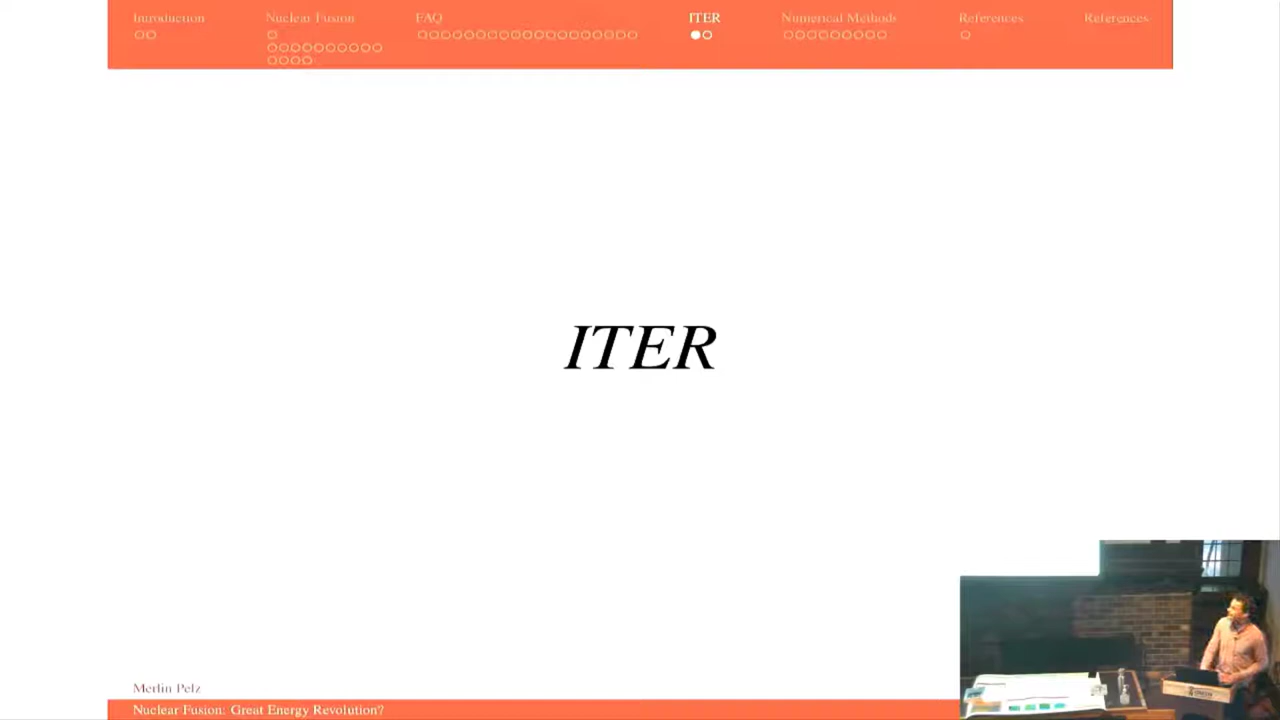 Introduction
Nuclear Fusion
FAQ
ITER
Numerical Methods
References
References
ITER
Merlin Pelz
Nuclear Fusion: Great Energy Revolution?